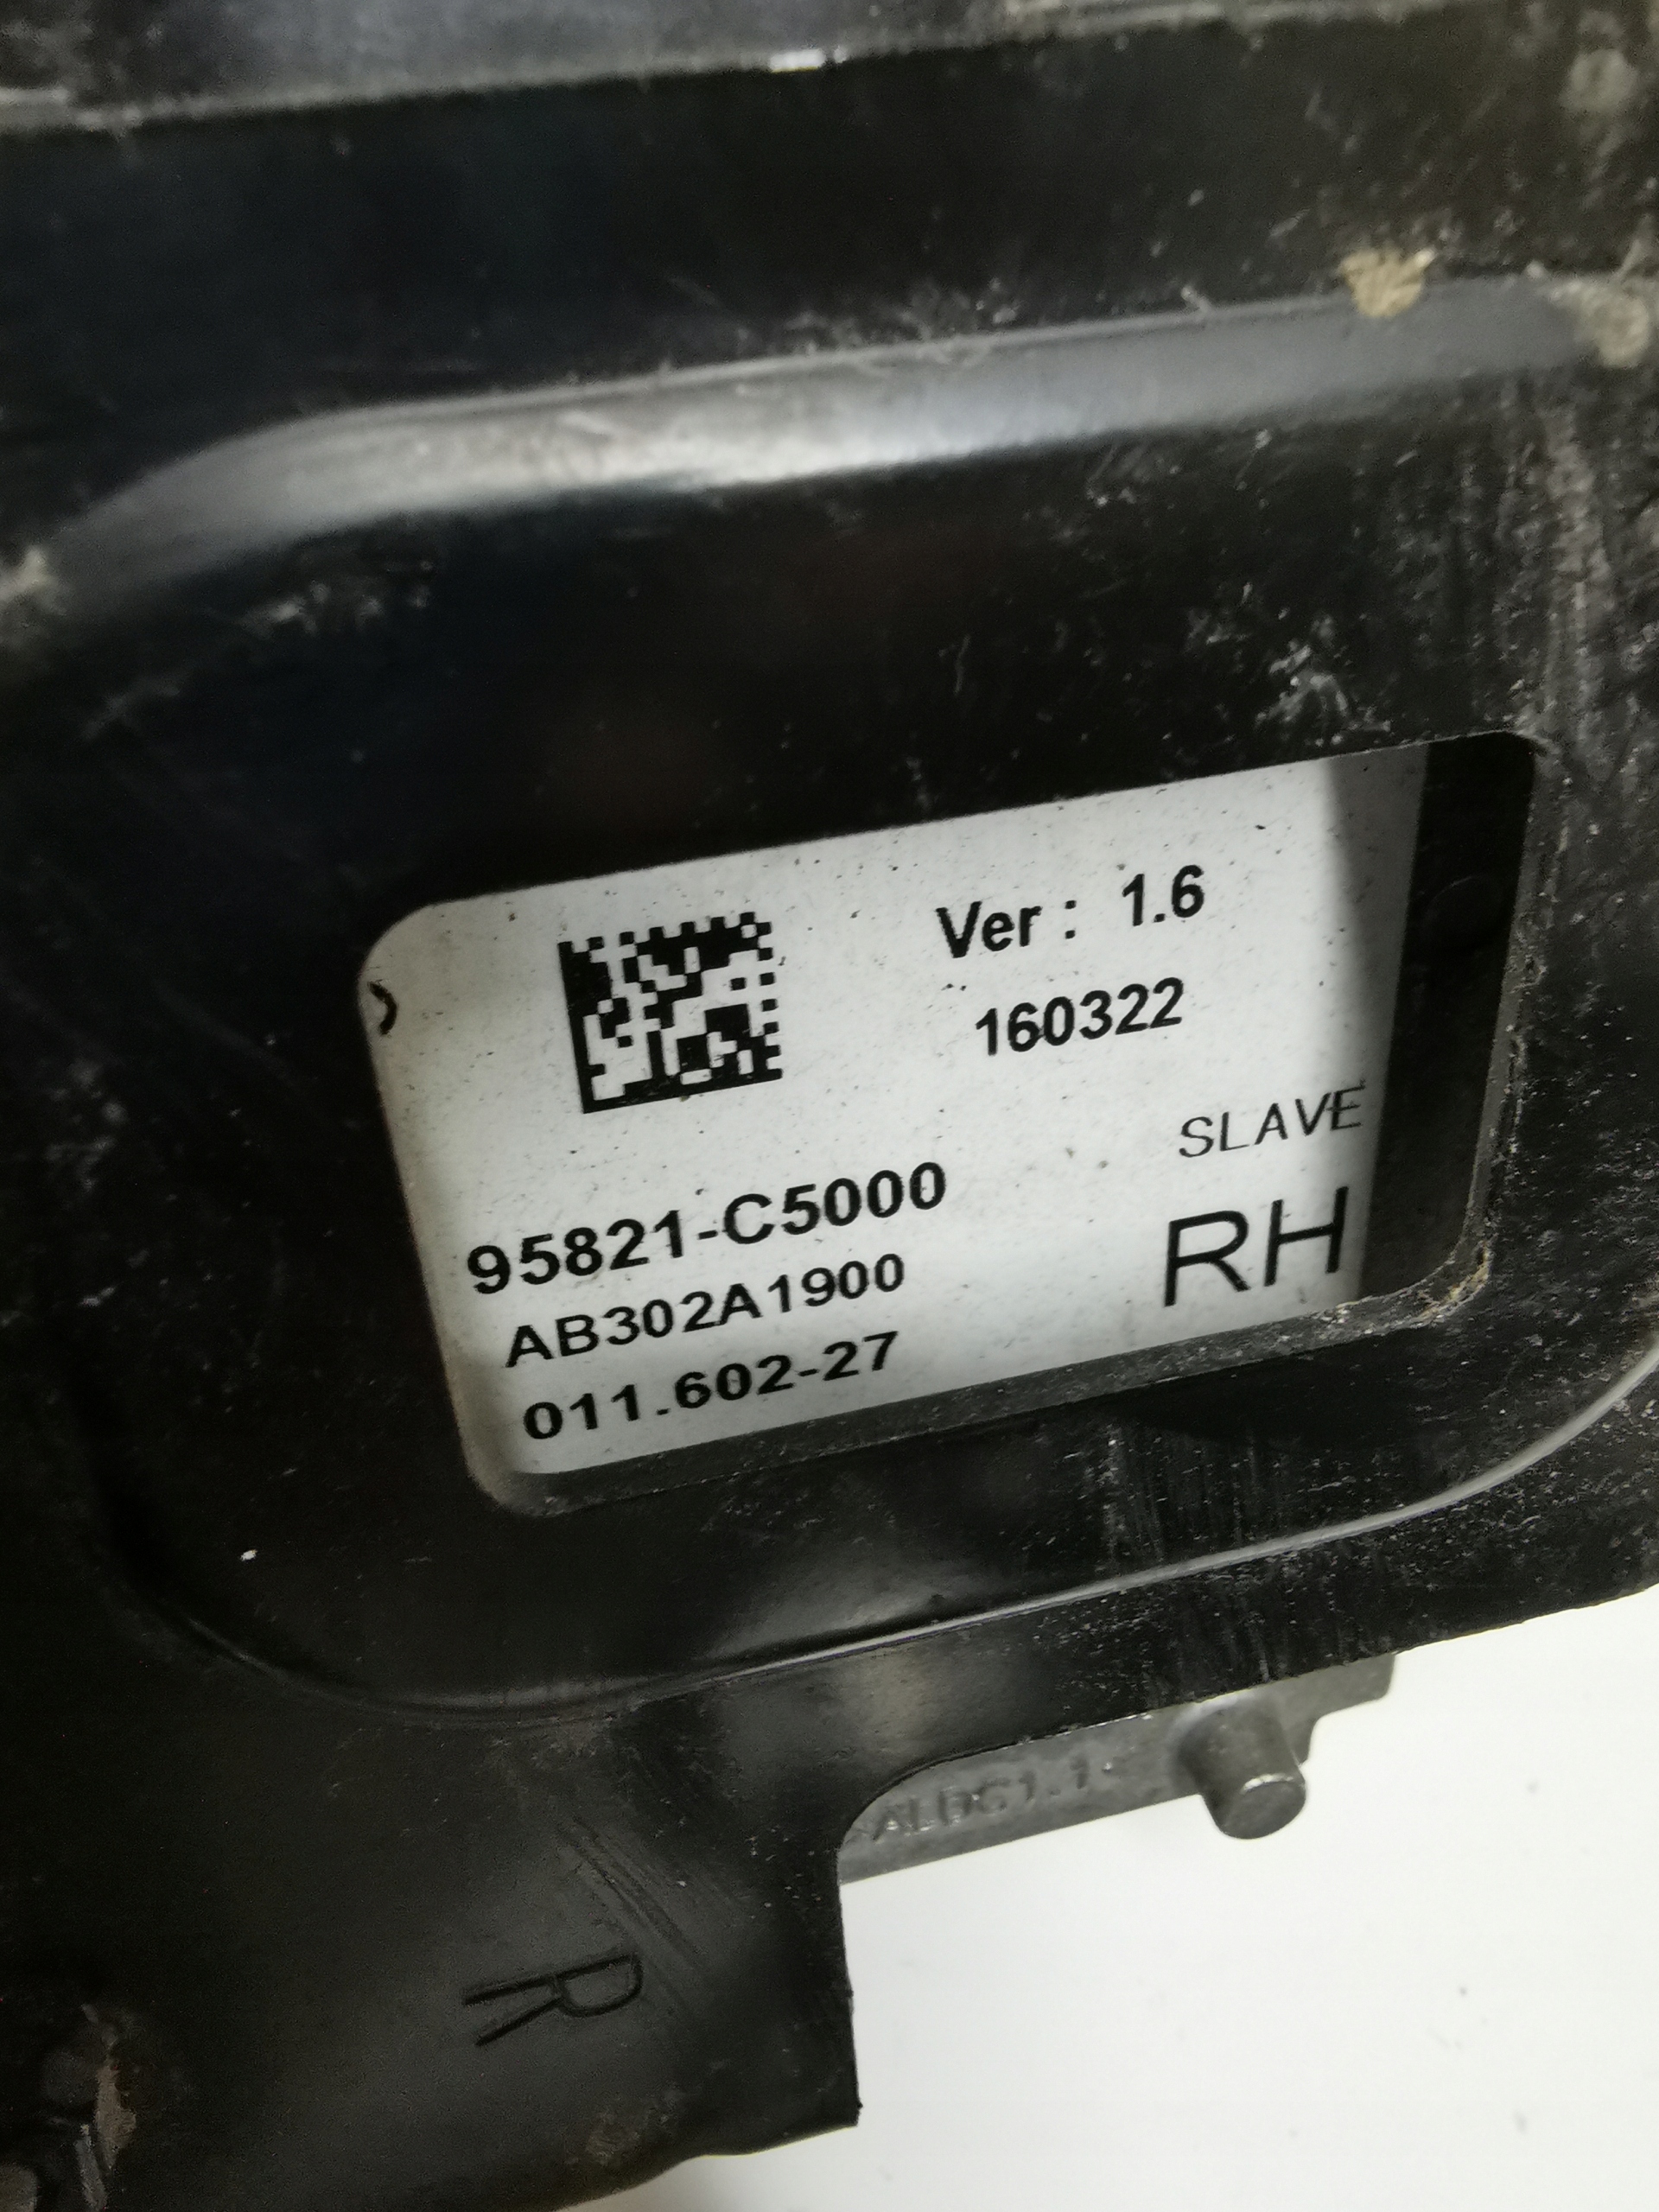 Ver : 1.6
160322
SLAVE
95821-C5000
RH
AB302A1900
011.602-27
R